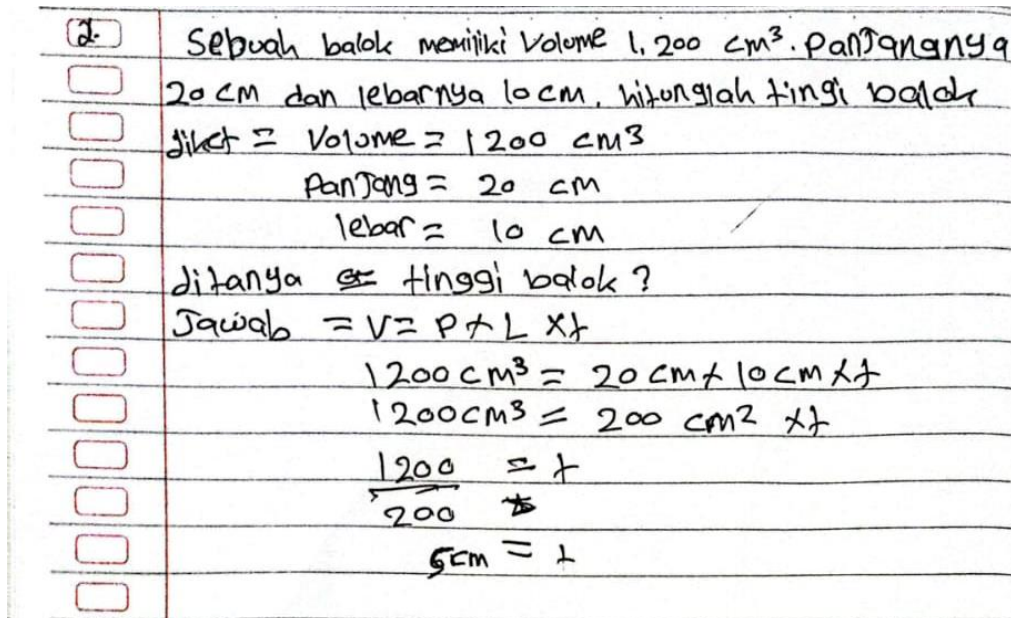 2.
Sebuah balok memiliki Volume 1.200 cm³. Panjangnya
20 cm dan lebarnya 10 cm. hitunglah tingi balok
diket = Volume = 1200 cm3
Panjang = 20 cm
lebar = 10 cm
ditanya = tinggi balok ?
Jawab = V = P x L x t
1200 cm³ = 20 cm x 10 cm x t
1200 cm3 = 200 cm2 x t
1200 = t
200
5 cm = t